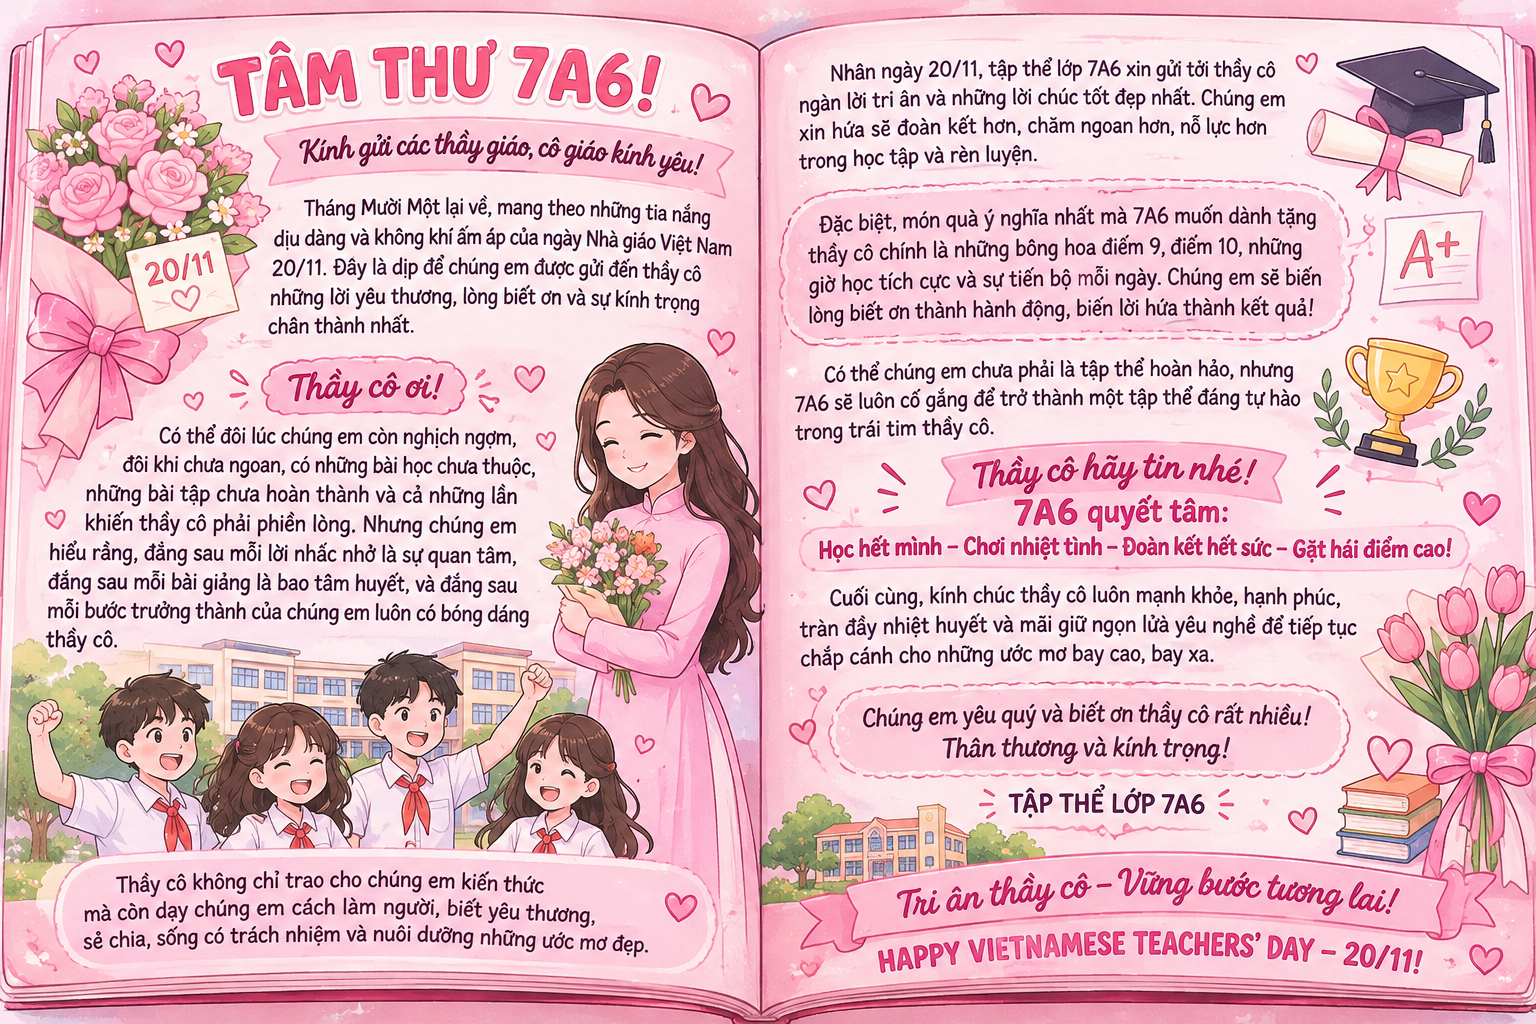 TÂM THƯ 7A6!
Kính gửi các thầy giáo, cô giáo kính yêu!
20/11
Tháng Mười Một lại về, mang theo những tia nắng
dịu dàng và không khí ấm áp của ngày Nhà giáo Việt Nam
20/11. Đây là dịp để chúng em được gửi đến thầy cô
những lời yêu thương, lòng biết ơn và sự kính trọng
chân thành nhất.
Thầy cô ơi!
Có thể đôi lúc chúng em còn nghịch ngợm,
đôi khi chưa ngoan, có những bài học chưa thuộc,
những bài tập chưa hoàn thành và cả những lần
khiến thầy cô phải phiền lòng. Nhưng chúng em
hiểu rằng, đằng sau mỗi lời nhắc nhở là sự quan tâm,
đằng sau mỗi bài giảng là bao tâm huyết, và đằng sau
mỗi bước trưởng thành của chúng em luôn có bóng dáng
thầy cô.
Thầy cô không chỉ trao cho chúng em kiến thức
mà còn dạy chúng em cách làm người, biết yêu thương,
sẻ chia, sống có trách nhiệm và nuôi dưỡng những ước mơ đẹp.
Nhân ngày 20/11, tập thể lớp 7A6 xin gửi tới thầy cô
ngàn lời tri ân và những lời chúc tốt đẹp nhất. Chúng em
xin hứa sẽ đoàn kết hơn, chăm ngoan hơn, nỗ lực hơn
trong học tập và rèn luyện.
Đặc biệt, món quà ý nghĩa nhất mà 7A6 muốn dành tặng
thầy cô chính là những bông hoa điểm 9, điểm 10, những
giờ học tích cực và sự tiến bộ mỗi ngày. Chúng em sẽ biến
lòng biết ơn thành hành động, biến lời hứa thành kết quả!
A+
Có thể chúng em chưa phải là tập thể hoàn hảo, nhưng
7A6 sẽ luôn cố gắng để trở thành một tập thể đáng tự hào
trong trái tim thầy cô.
Thầy cô hãy tin nhé!
7A6 quyết tâm:
Học hết mình – Chơi nhiệt tình – Đoàn kết hết sức – Gặt hái điểm cao!
Cuối cùng, kính chúc thầy cô luôn mạnh khỏe, hạnh phúc,
tràn đầy nhiệt huyết và mãi giữ ngọn lửa yêu nghề để tiếp tục
chắp cánh cho những ước mơ bay cao, bay xa.
Chúng em yêu quý và biết ơn thầy cô rất nhiều!
Thân thương và kính trọng!
TẬP THỂ LỚP 7A6
Tri ân thầy cô – Vững bước tương lai!
HAPPY VIETNAMESE TEACHERS' DAY – 20/11!